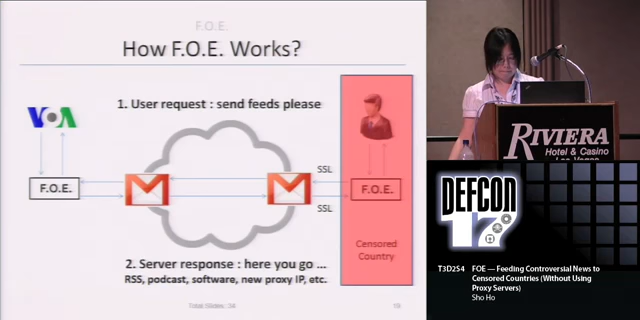 F.O.E.
How F.O.E. Works?
1. User request : send feeds please
VOA
SSL
F.O.E.
F.O.E.
SSL
Censored
Country
2. Server response : here you go ...
RSS, podcast, software, new proxy IP, etc.
Total Slides: 34
19
RIVIERA
Hotel & Casino
Las Vegas
DEFCON
17
T3D2S4
FOE — Feeding Controversial News to
Censored Countries (Without Using
Proxy Servers)
Sho Ho